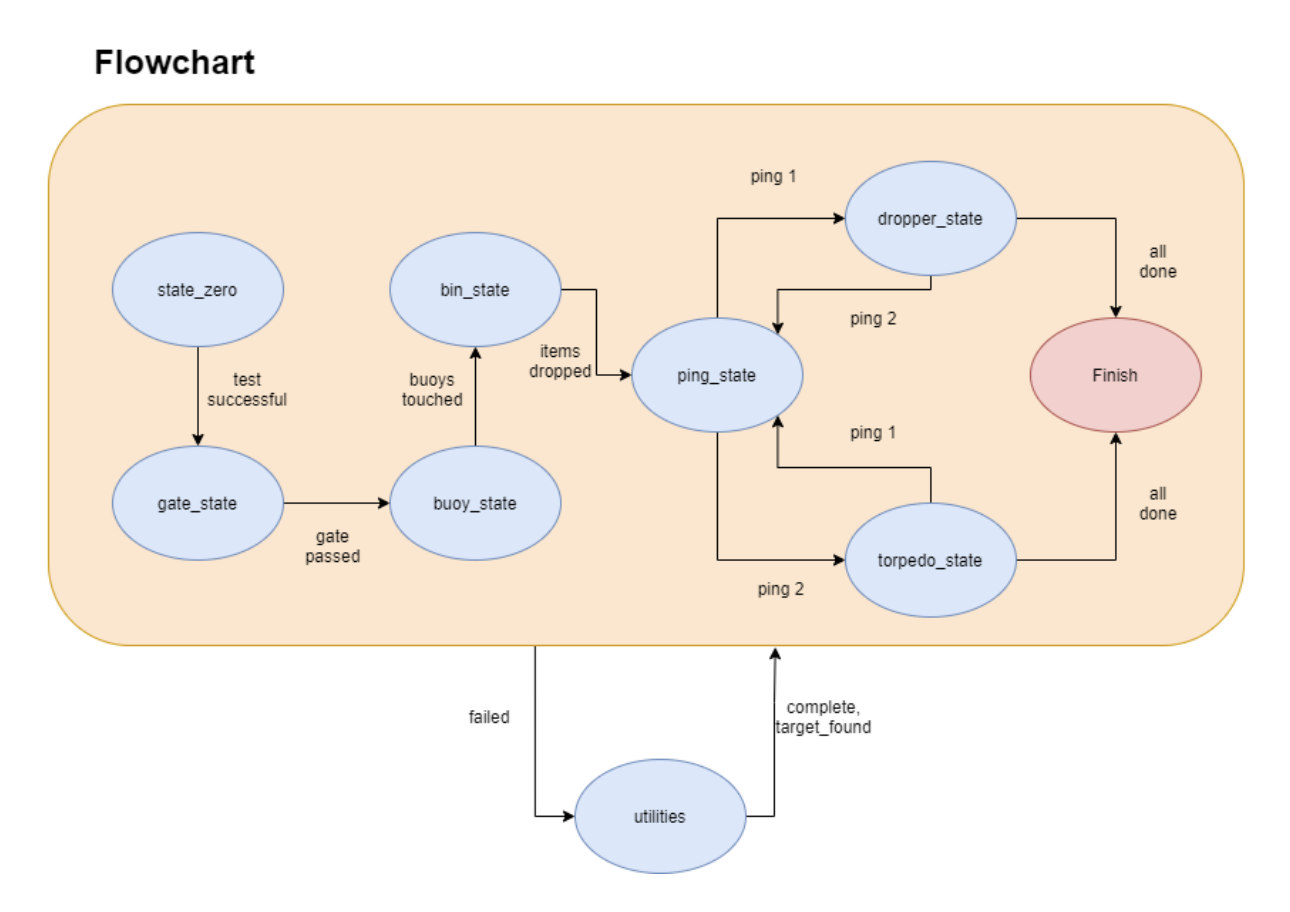 Flowchart
ping 1
dropper_state
all
done
ping 2
state_zero
bin_state
items
dropped
ping_state
Finish
test
successful
buoys
touched
ping 1
gate_state
gate
passed
buoy_state
ping 2
torpedo_state
all
done
failed
complete,
target_found
utilities